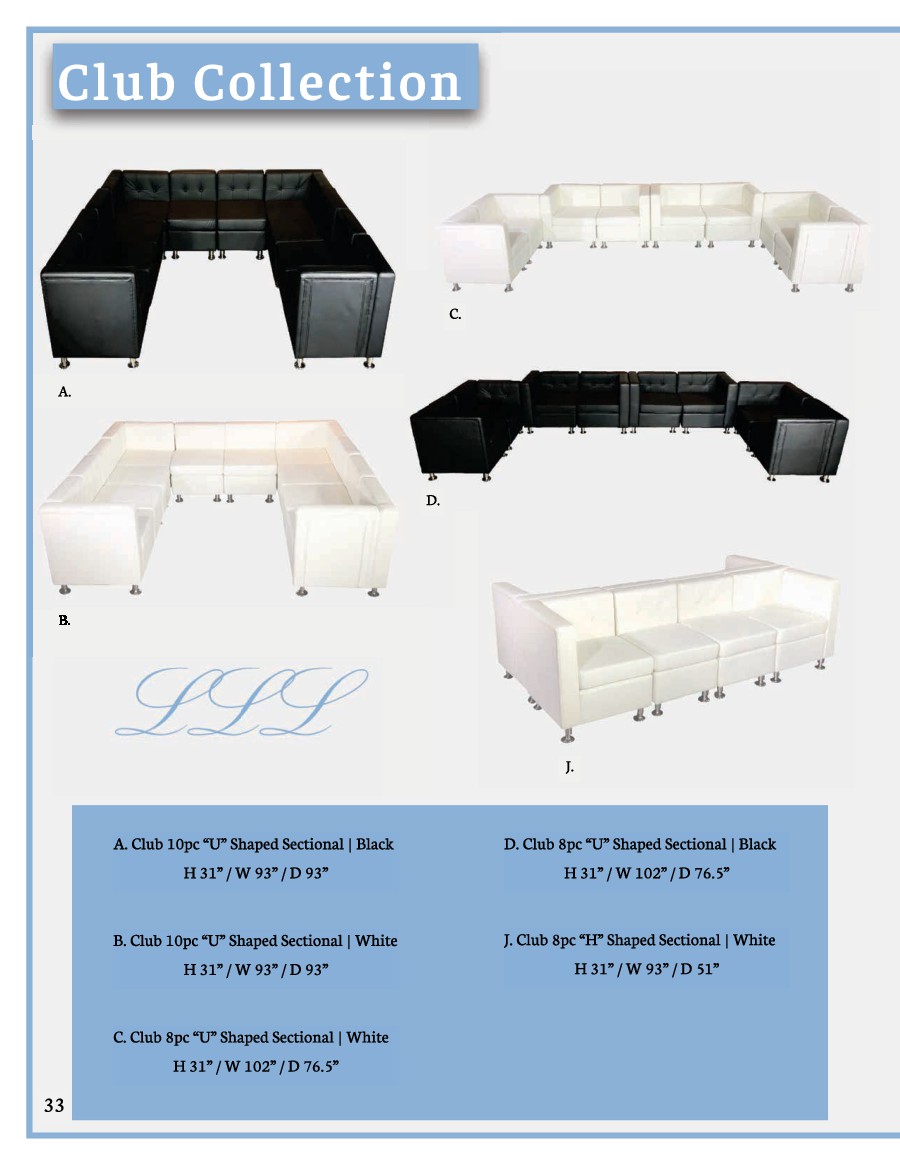 Club Collection
C.
A.
D.
B.
LLL
J.
A. Club 10pc “U” Shaped Sectional | Black
H 31” / W 93” / D 93”
B. Club 10pc “U” Shaped Sectional | White
H 31” / W 93” / D 93”
C. Club 8pc “U” Shaped Sectional | White
H 31” / W 102” / D 76.5”
D. Club 8pc “U” Shaped Sectional | Black
H 31” / W 102” / D 76.5”
J. Club 8pc “H” Shaped Sectional | White
H 31” / W 93” / D 51”
33